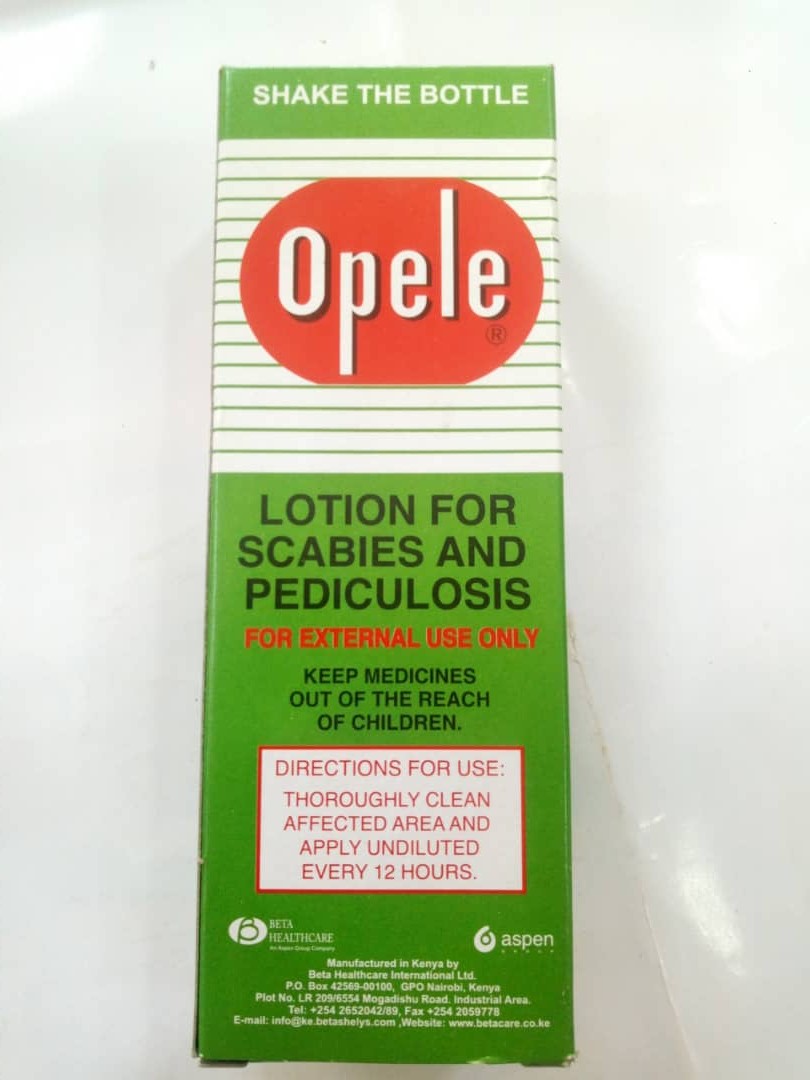 SHAKE THE BOTTLE
Opele
®
LOTION FOR
SCABIES AND
PEDICULOSIS
FOR EXTERNAL USE ONLY
KEEP MEDICINES
OUT OF THE REACH
OF CHILDREN.
DIRECTIONS FOR USE:
THOROUGHLY CLEAN
AFFECTED AREA AND
APPLY UNDILUTED
EVERY 12 HOURS.
BETA
HEALTHCARE
An Aspen Group Company
aspen
Manufactured in Kenya by
Beta Healthcare International Ltd.
P.O. Box 42569-00100, GPO Nairobi, Kenya
Plot No. LR 209/6554 Mogadishu Road. Industrial Area.
Tel: +254 2652042/89, Fax +254 2059778
E-mail: info@ke.betashelys.com ,Website: www.betacare.co.ke